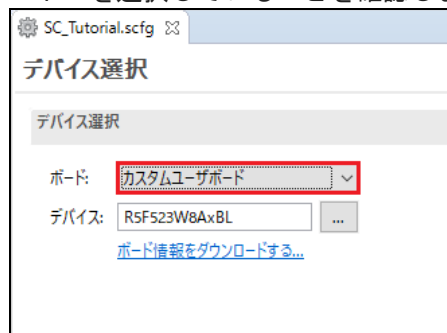 SC_Tutorial.scfg
デバイス選択
デバイス選択
ボード: カスタムユーザボード
デバイス: R5F523W8AxBL ...
ボード情報をダウンロードする...